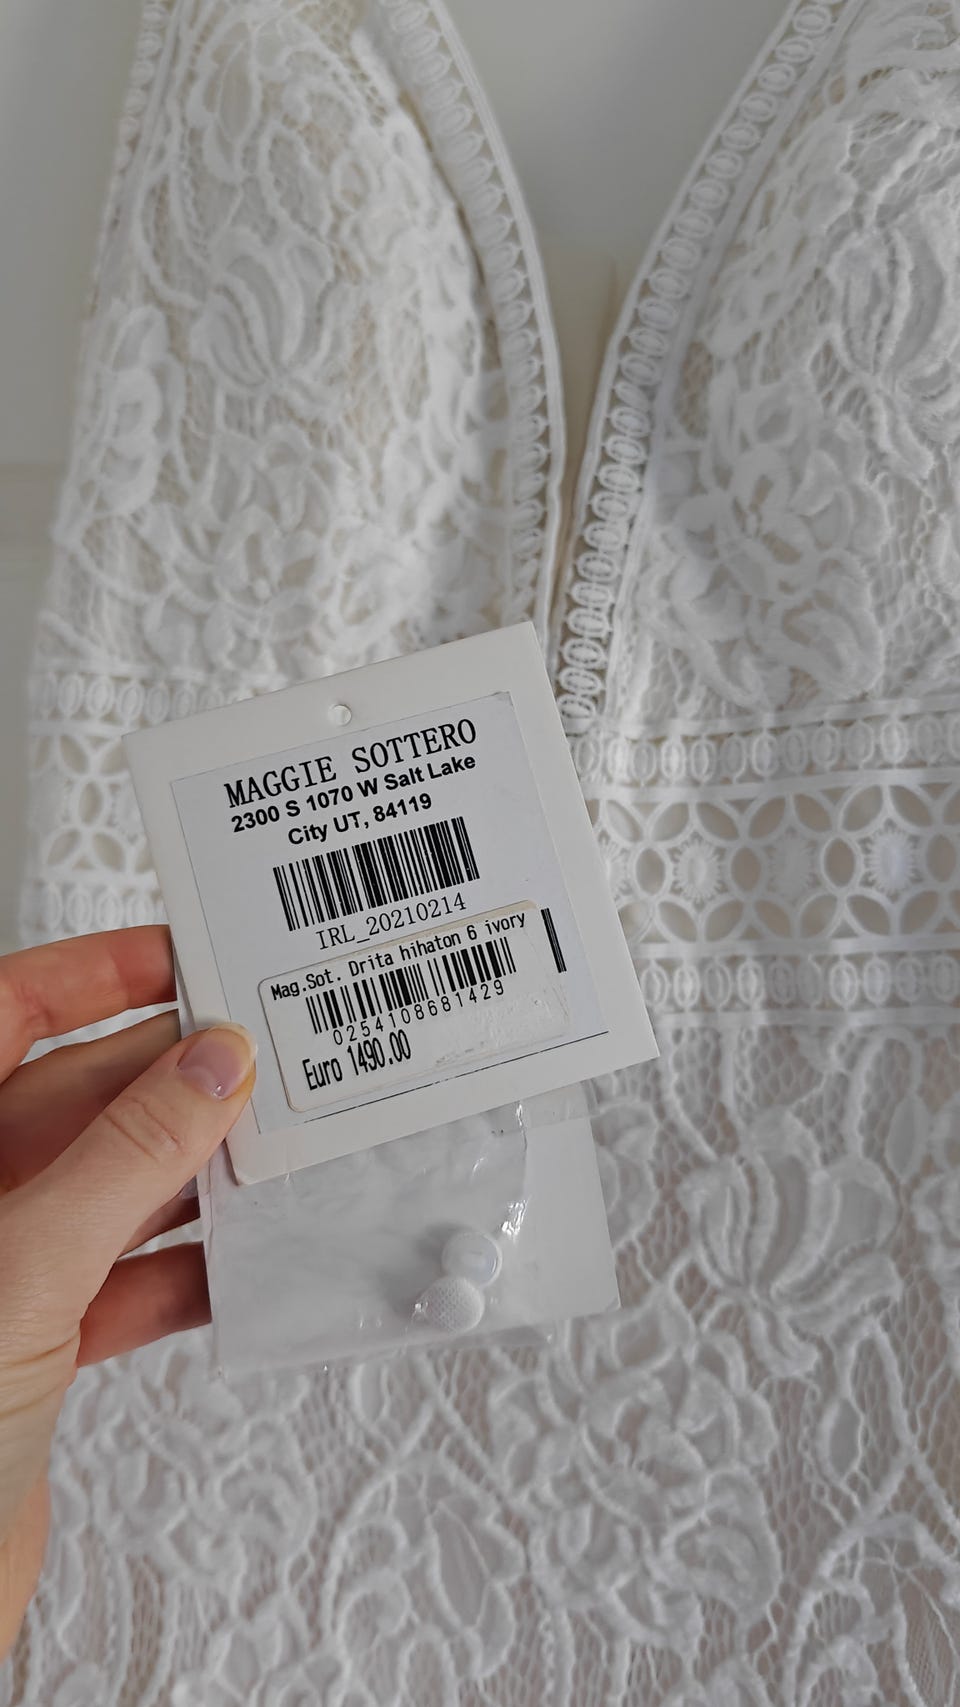 MAGGIE SOTTERO
2300 S 1070 W Salt Lake
City UT, 84119
IRL_20210214
Mag.Sot. Drita hihaton 6 ivory
0254108681429
Euro 1490.00